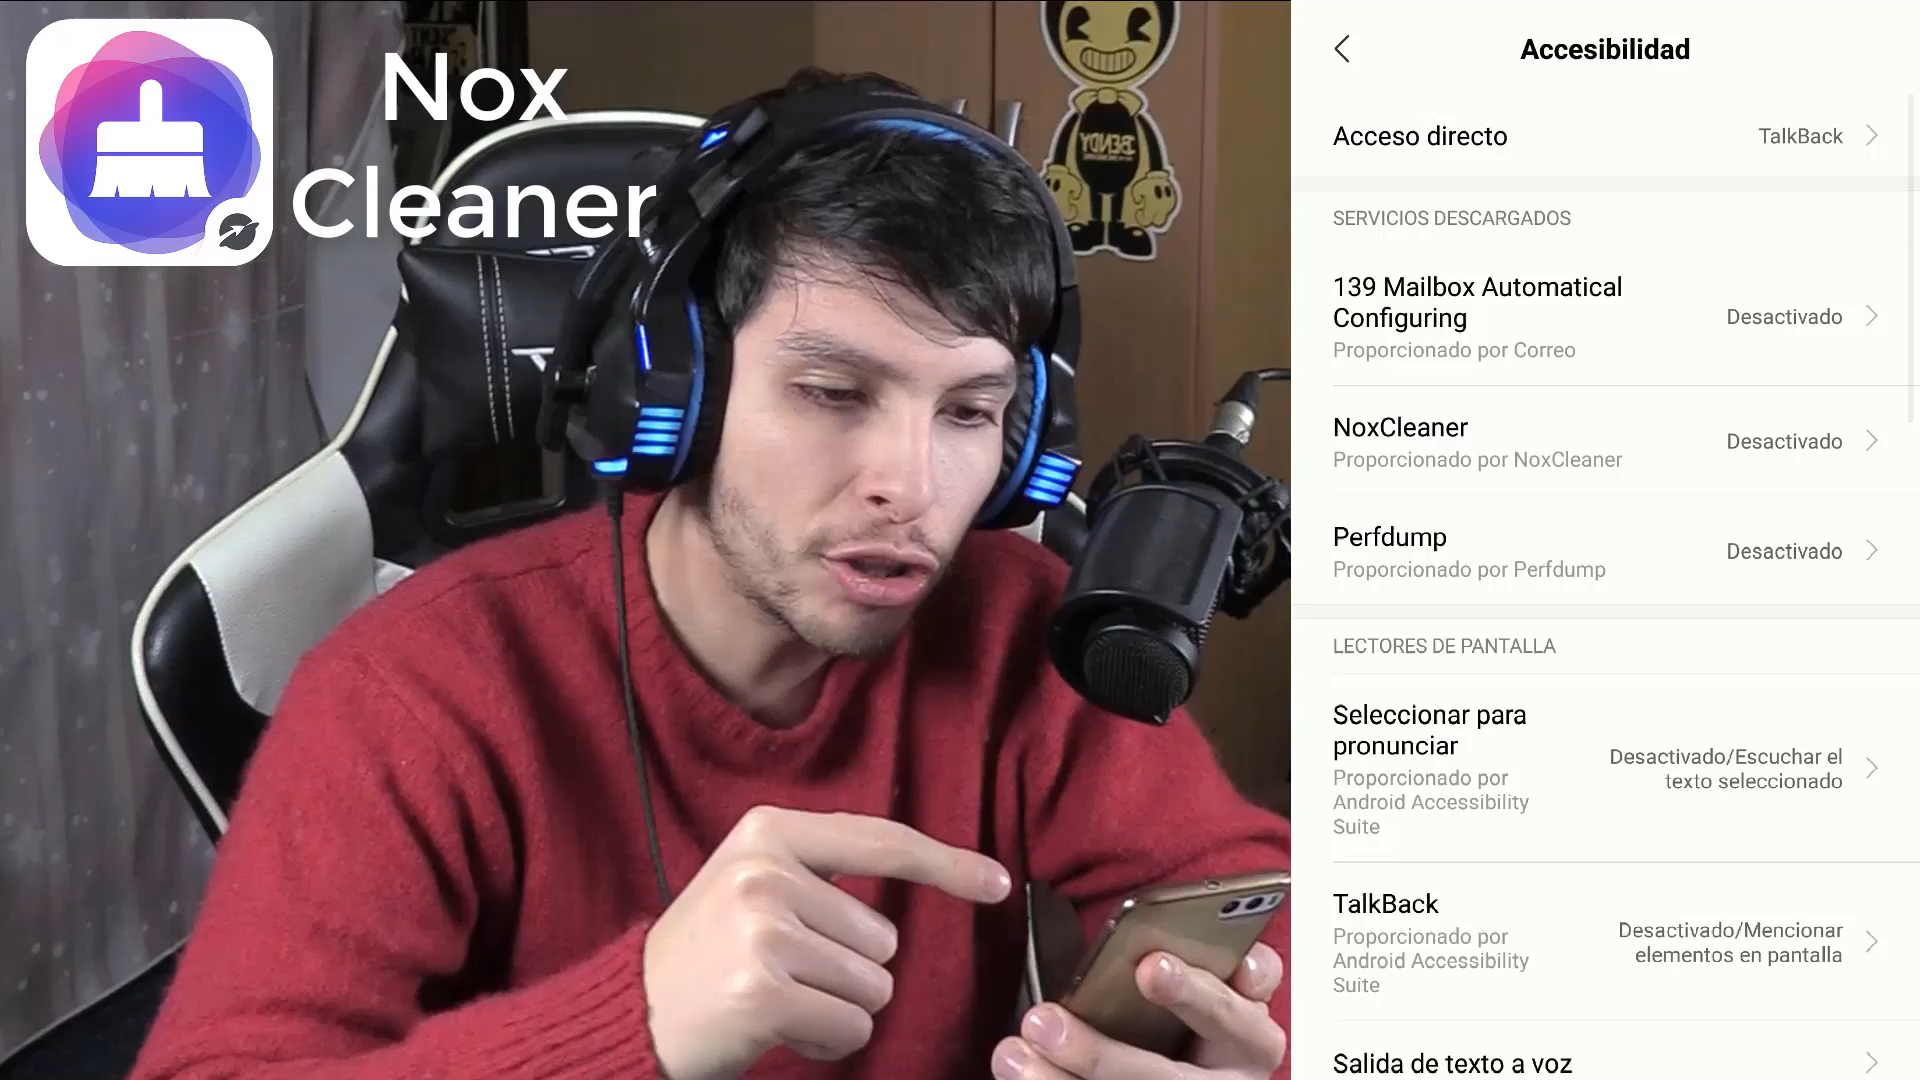 Nox
Cleaner
BENDY
Accesibilidad
Acceso directo
TalkBack
SERVICIOS DESCARGADOS
139 Mailbox Automatical
Configuring
Proporcionado por Correo
Desactivado
NoxCleaner
Proporcionado por NoxCleaner
Desactivado
Perfdump
Proporcionado por Perfdump
Desactivado
LECTORES DE PANTALLA
Seleccionar para
pronunciar
Proporcionado por
Android Accessibility
Suite
Desactivado/Escuchar el
texto seleccionado
TalkBack
Proporcionado por
Android Accessibility
Suite
Desactivado/Mencionar
elementos en pantalla
Salida de texto a voz